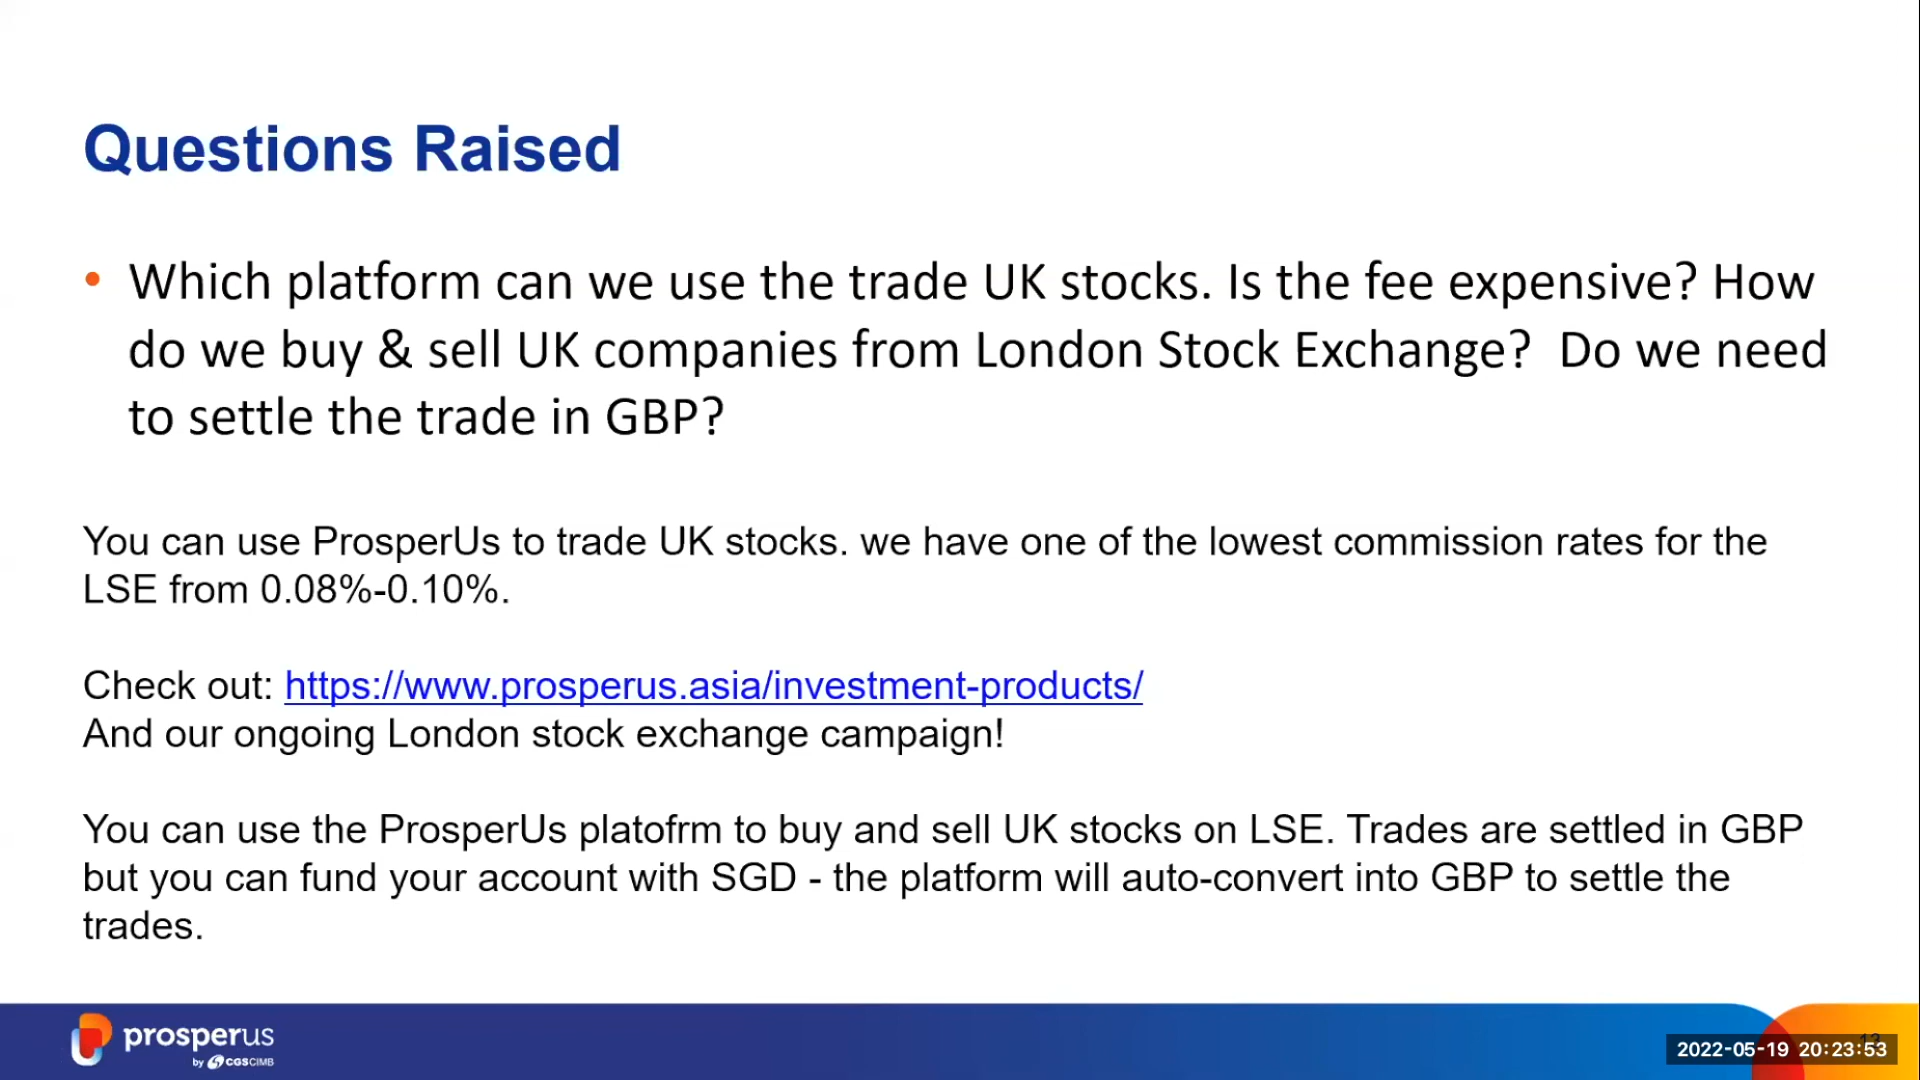 Questions Raised
• Which platform can we use the trade UK stocks. Is the fee expensive? How
do we buy & sell UK companies from London Stock Exchange?  Do we need
to settle the trade in GBP?
You can use ProsperUs to trade UK stocks. we have one of the lowest commission rates for the
LSE from 0.08%-0.10%.
Check out: https://www.prosperus.asia/investment-products/
And our ongoing London stock exchange campaign!
You can use the ProsperUs platofrm to buy and sell UK stocks on LSE. Trades are settled in GBP
but you can fund your account with SGD - the platform will auto-convert into GBP to settle the
trades.
prosperus
by CGSCIMB
2022-05-19 20:23:53